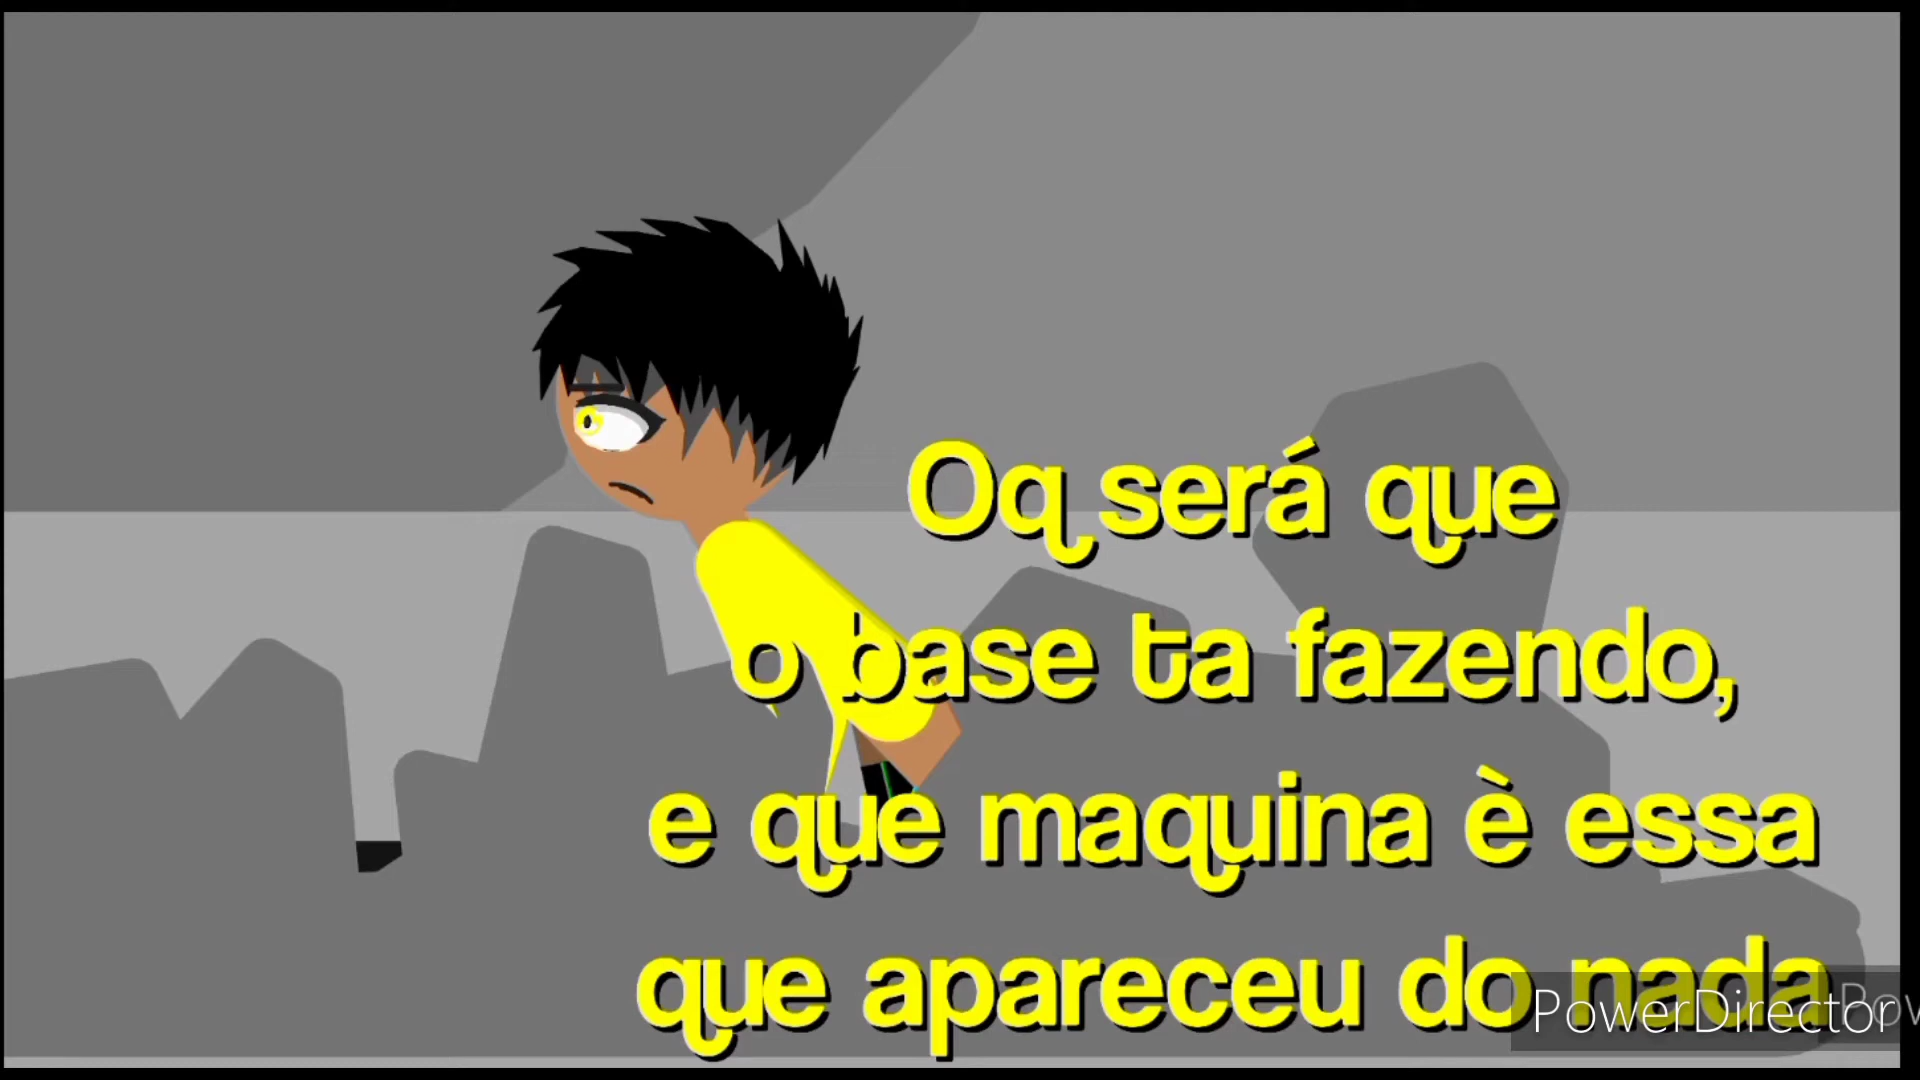 Oq será que
o base ta fazendo,
e que maquina è essa
que apareceu do nada
PowerDirector